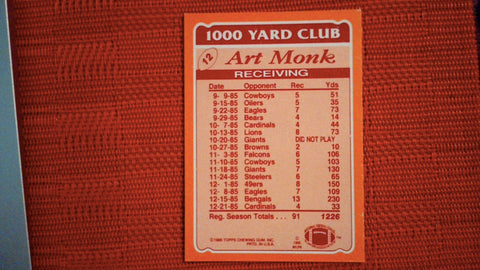 1000 YARD CLUB
12
Art Monk
RECEIVING
Date Opponent Rec Yds
9- 9-85 Cowboys 5 51
9-15-85 Oilers 5 35
9-22-85 Eagles 7 73
9-29-85 Bears 4 14
10- 7-85 Cardinals 4 44
10-13-85 Lions 8 73
10-20-85 Giants DID NOT PLAY
10-27-85 Browns 2 10
11- 3-85 Falcons 6 106
11-10-85 Cowboys 5 103
11-18-85 Giants 7 130
11-24-85 Steelers 6 65
12- 1-85 49ers 8 150
12- 8-85 Eagles 7 109
12-15-85 Bengals 13 230
12-21-85 Cardinals 4 33
Reg. Season Totals . . . 91 1226
©1986 TOPPS CHEWING GUM, INC.
PRTD. IN U.S.A.